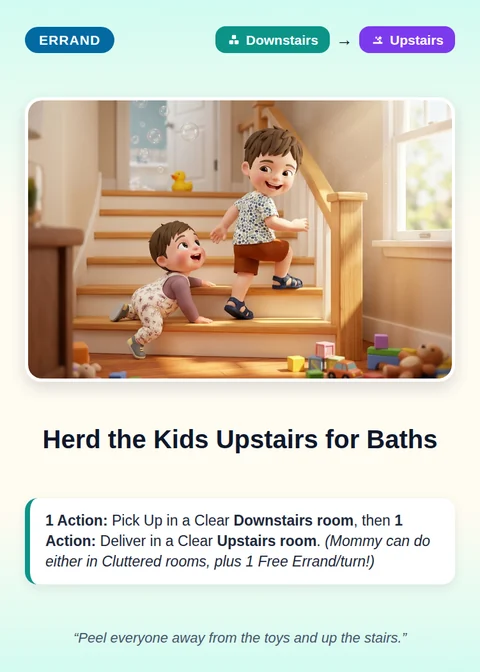 ERRAND
Downstairs → Upstairs
Herd the Kids Upstairs for Baths
1 Action: Pick Up in a Clear Downstairs room, then 1
Action: Deliver in a Clear Upstairs room. (Mommy can do
either in Cluttered rooms, plus 1 Free Errand/turn!)
“Peel everyone away from the toys and up the stairs.”